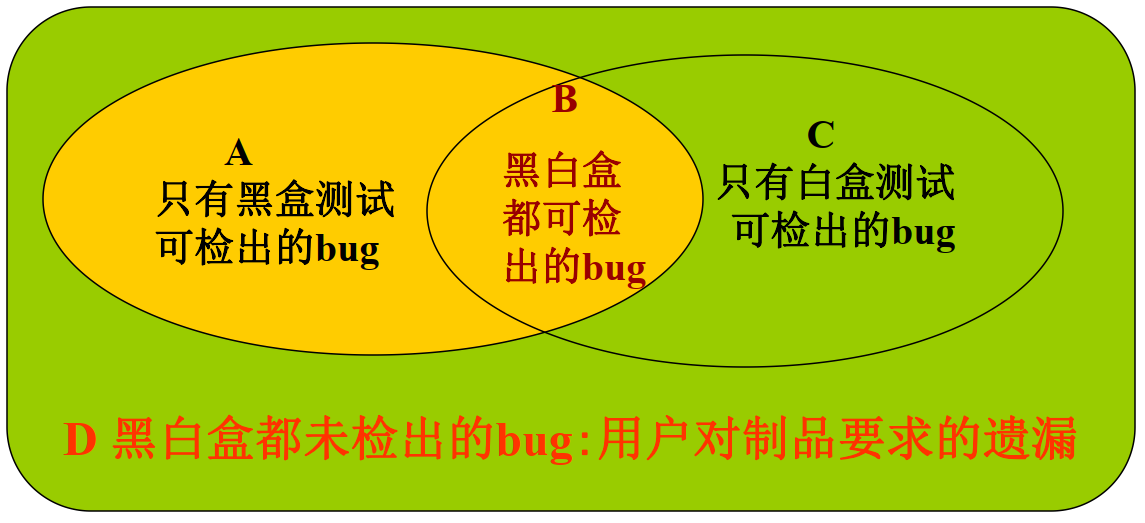 A
只有黑盒测试
可检出的bug
B
黑白盒
都可检
出的bug
C
只有白盒测试
可检出的bug
D 黑白盒都未检出的bug:用户对制品要求的遗漏